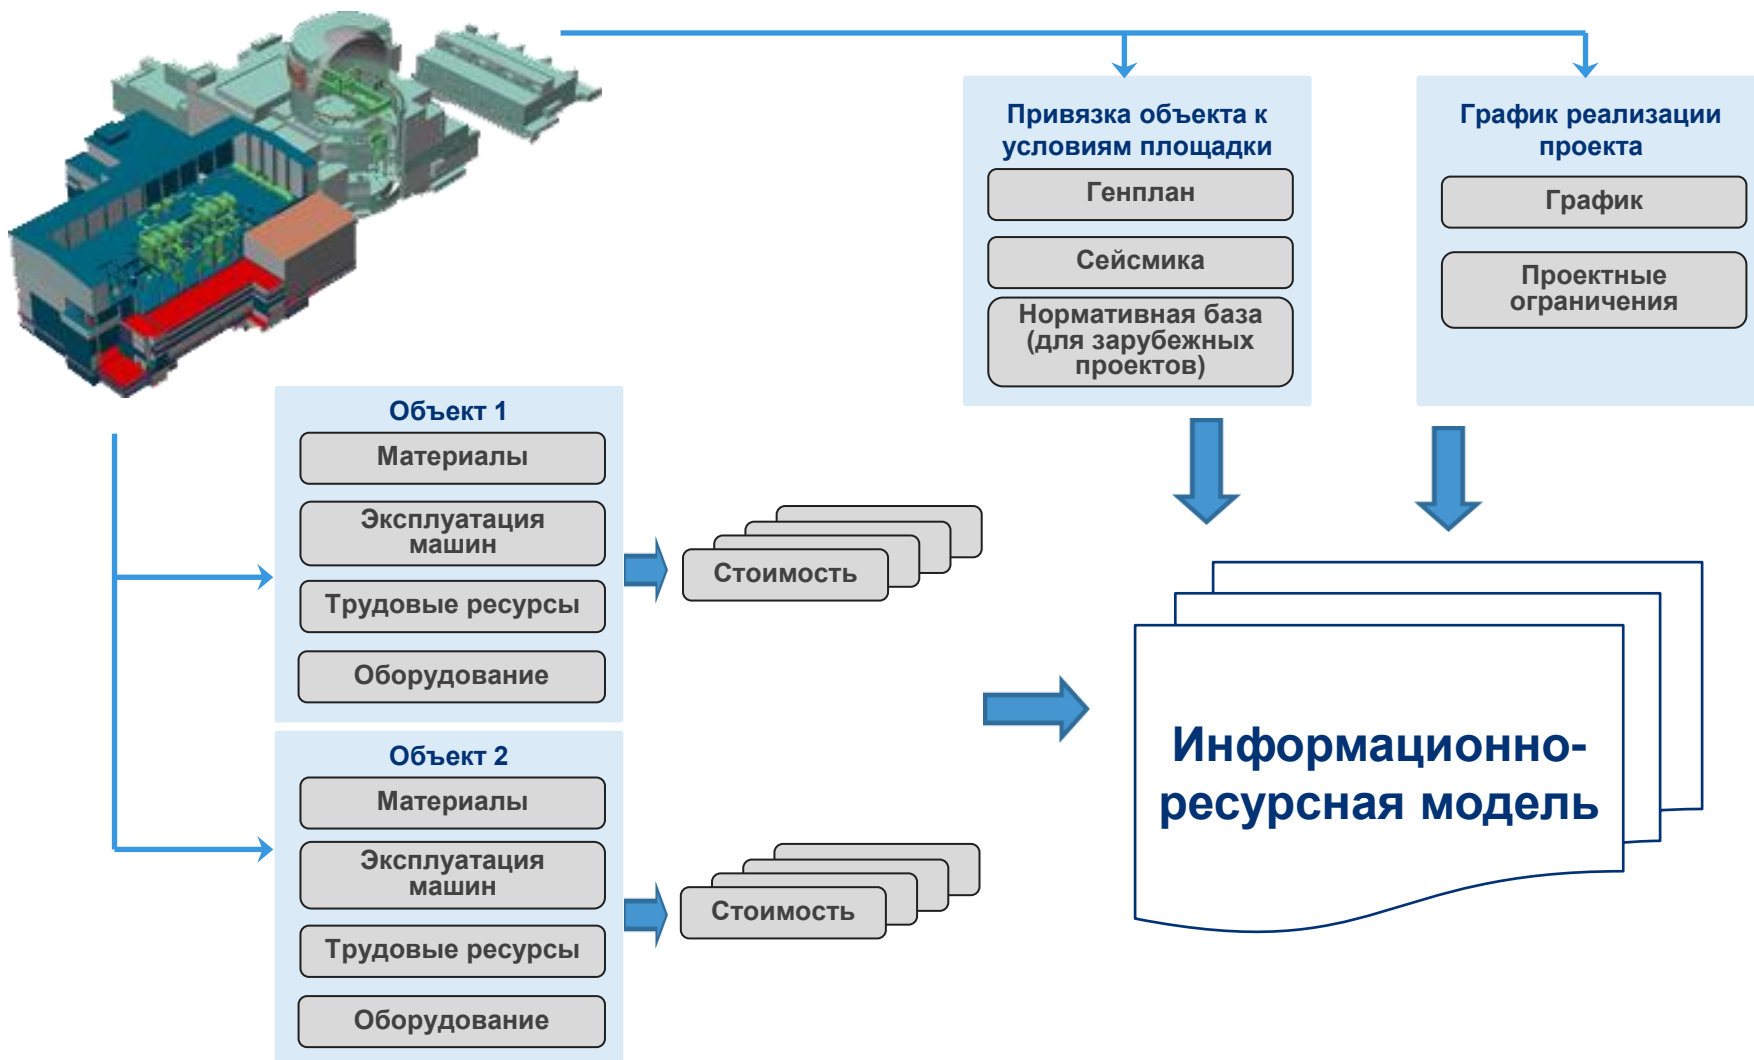 Привязка объекта к
условиям площадки
Генплан
Сейсмика
Нормативная база
(для зарубежных
проектов)
График реализации
проекта
График
Проектные
ограничения
Объект 1
Материалы
Эксплуатация
машин
Трудовые ресурсы
Оборудование
Стоимость
Объект 2
Материалы
Эксплуатация
машин
Трудовые ресурсы
Оборудование
Стоимость
Информационно-
ресурсная модель